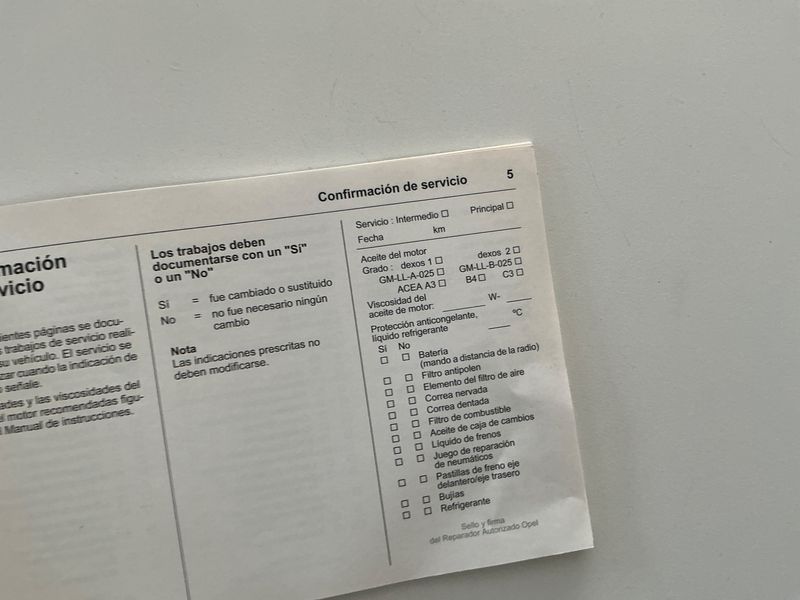 Confirmación de servicio 5
mación
vicio
ientes páginas se docu-
s trabajos de servicio reali-
su vehículo. El servicio se
zar cuando la indicación de
o señale.
ades y las viscosidades del
el motor recomendadas figu-
l Manual de instrucciones.
Los trabajos deben
documentarse con un "Sí"
o un "No"
Sí = fue cambiado o sustituido
No = no fue necesario ningún
cambio
Nota
Las indicaciones prescritas no
deben modificarse.
Servicio : Intermedio ☐ Principal ☐
Fecha km
Aceite del motor
Grado : dexos 1 ☐ dexos 2 ☐
GM-LL-A-025 ☐ GM-LL-B-025 ☐
ACEA A3 ☐ B4 ☐ C3 ☐
Viscosidad del
aceite de motor: ______ W- ____
Protección anticongelante,
líquido refrigerante ____ °C
Sí No
☐ ☐ Batería
(mando a distancia de la radio)
☐ ☐ Filtro antipolen
☐ ☐ Elemento del filtro de aire
☐ ☐ Correa nervada
☐ ☐ Correa dentada
☐ ☐ Filtro de combustible
☐ ☐ Aceite de caja de cambios
☐ ☐ Líquido de frenos
☐ ☐ Juego de reparación
de neumáticos
☐ ☐ Pastillas de freno eje
delantero/eje trasero
☐ ☐ Bujías
☐ ☐ Refrigerante
Sello y firma
del Reparador Autorizado Opel